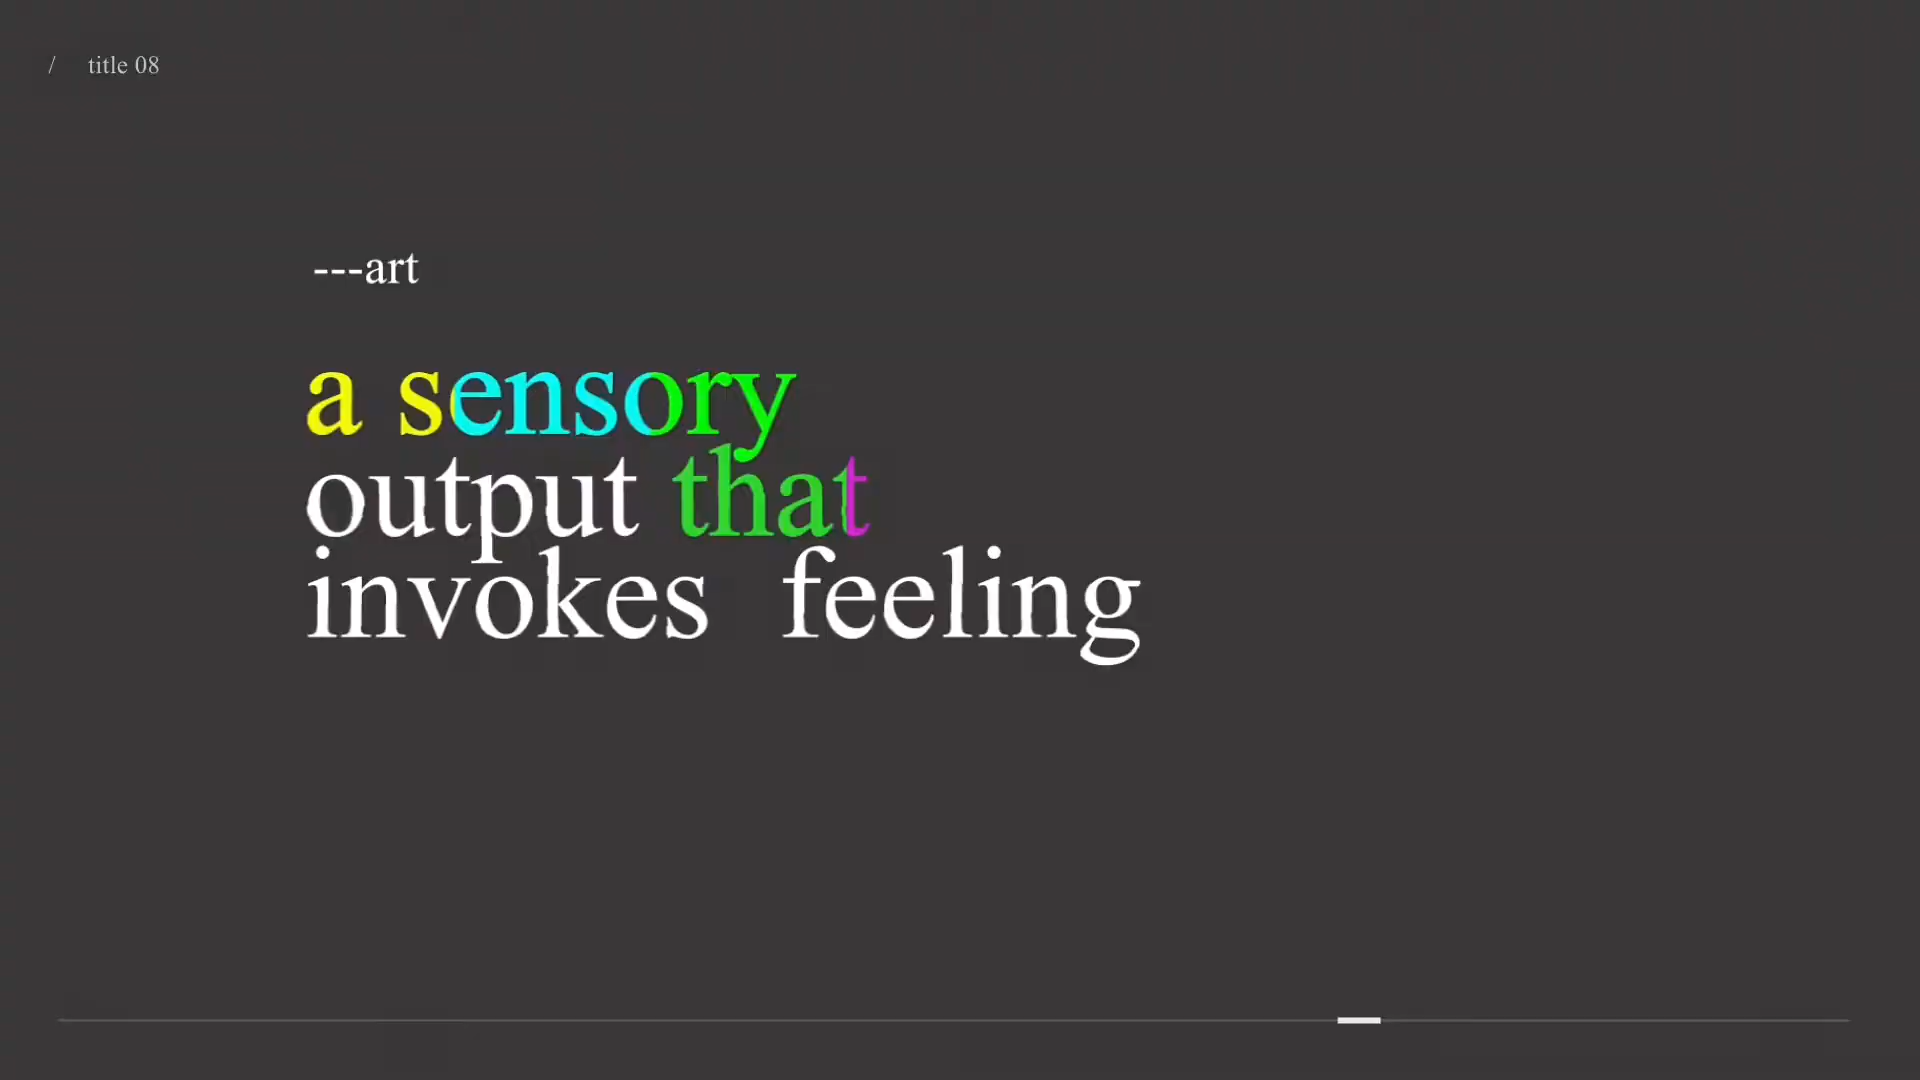 / title 08
---art
a sensory
output that
invokes feeling